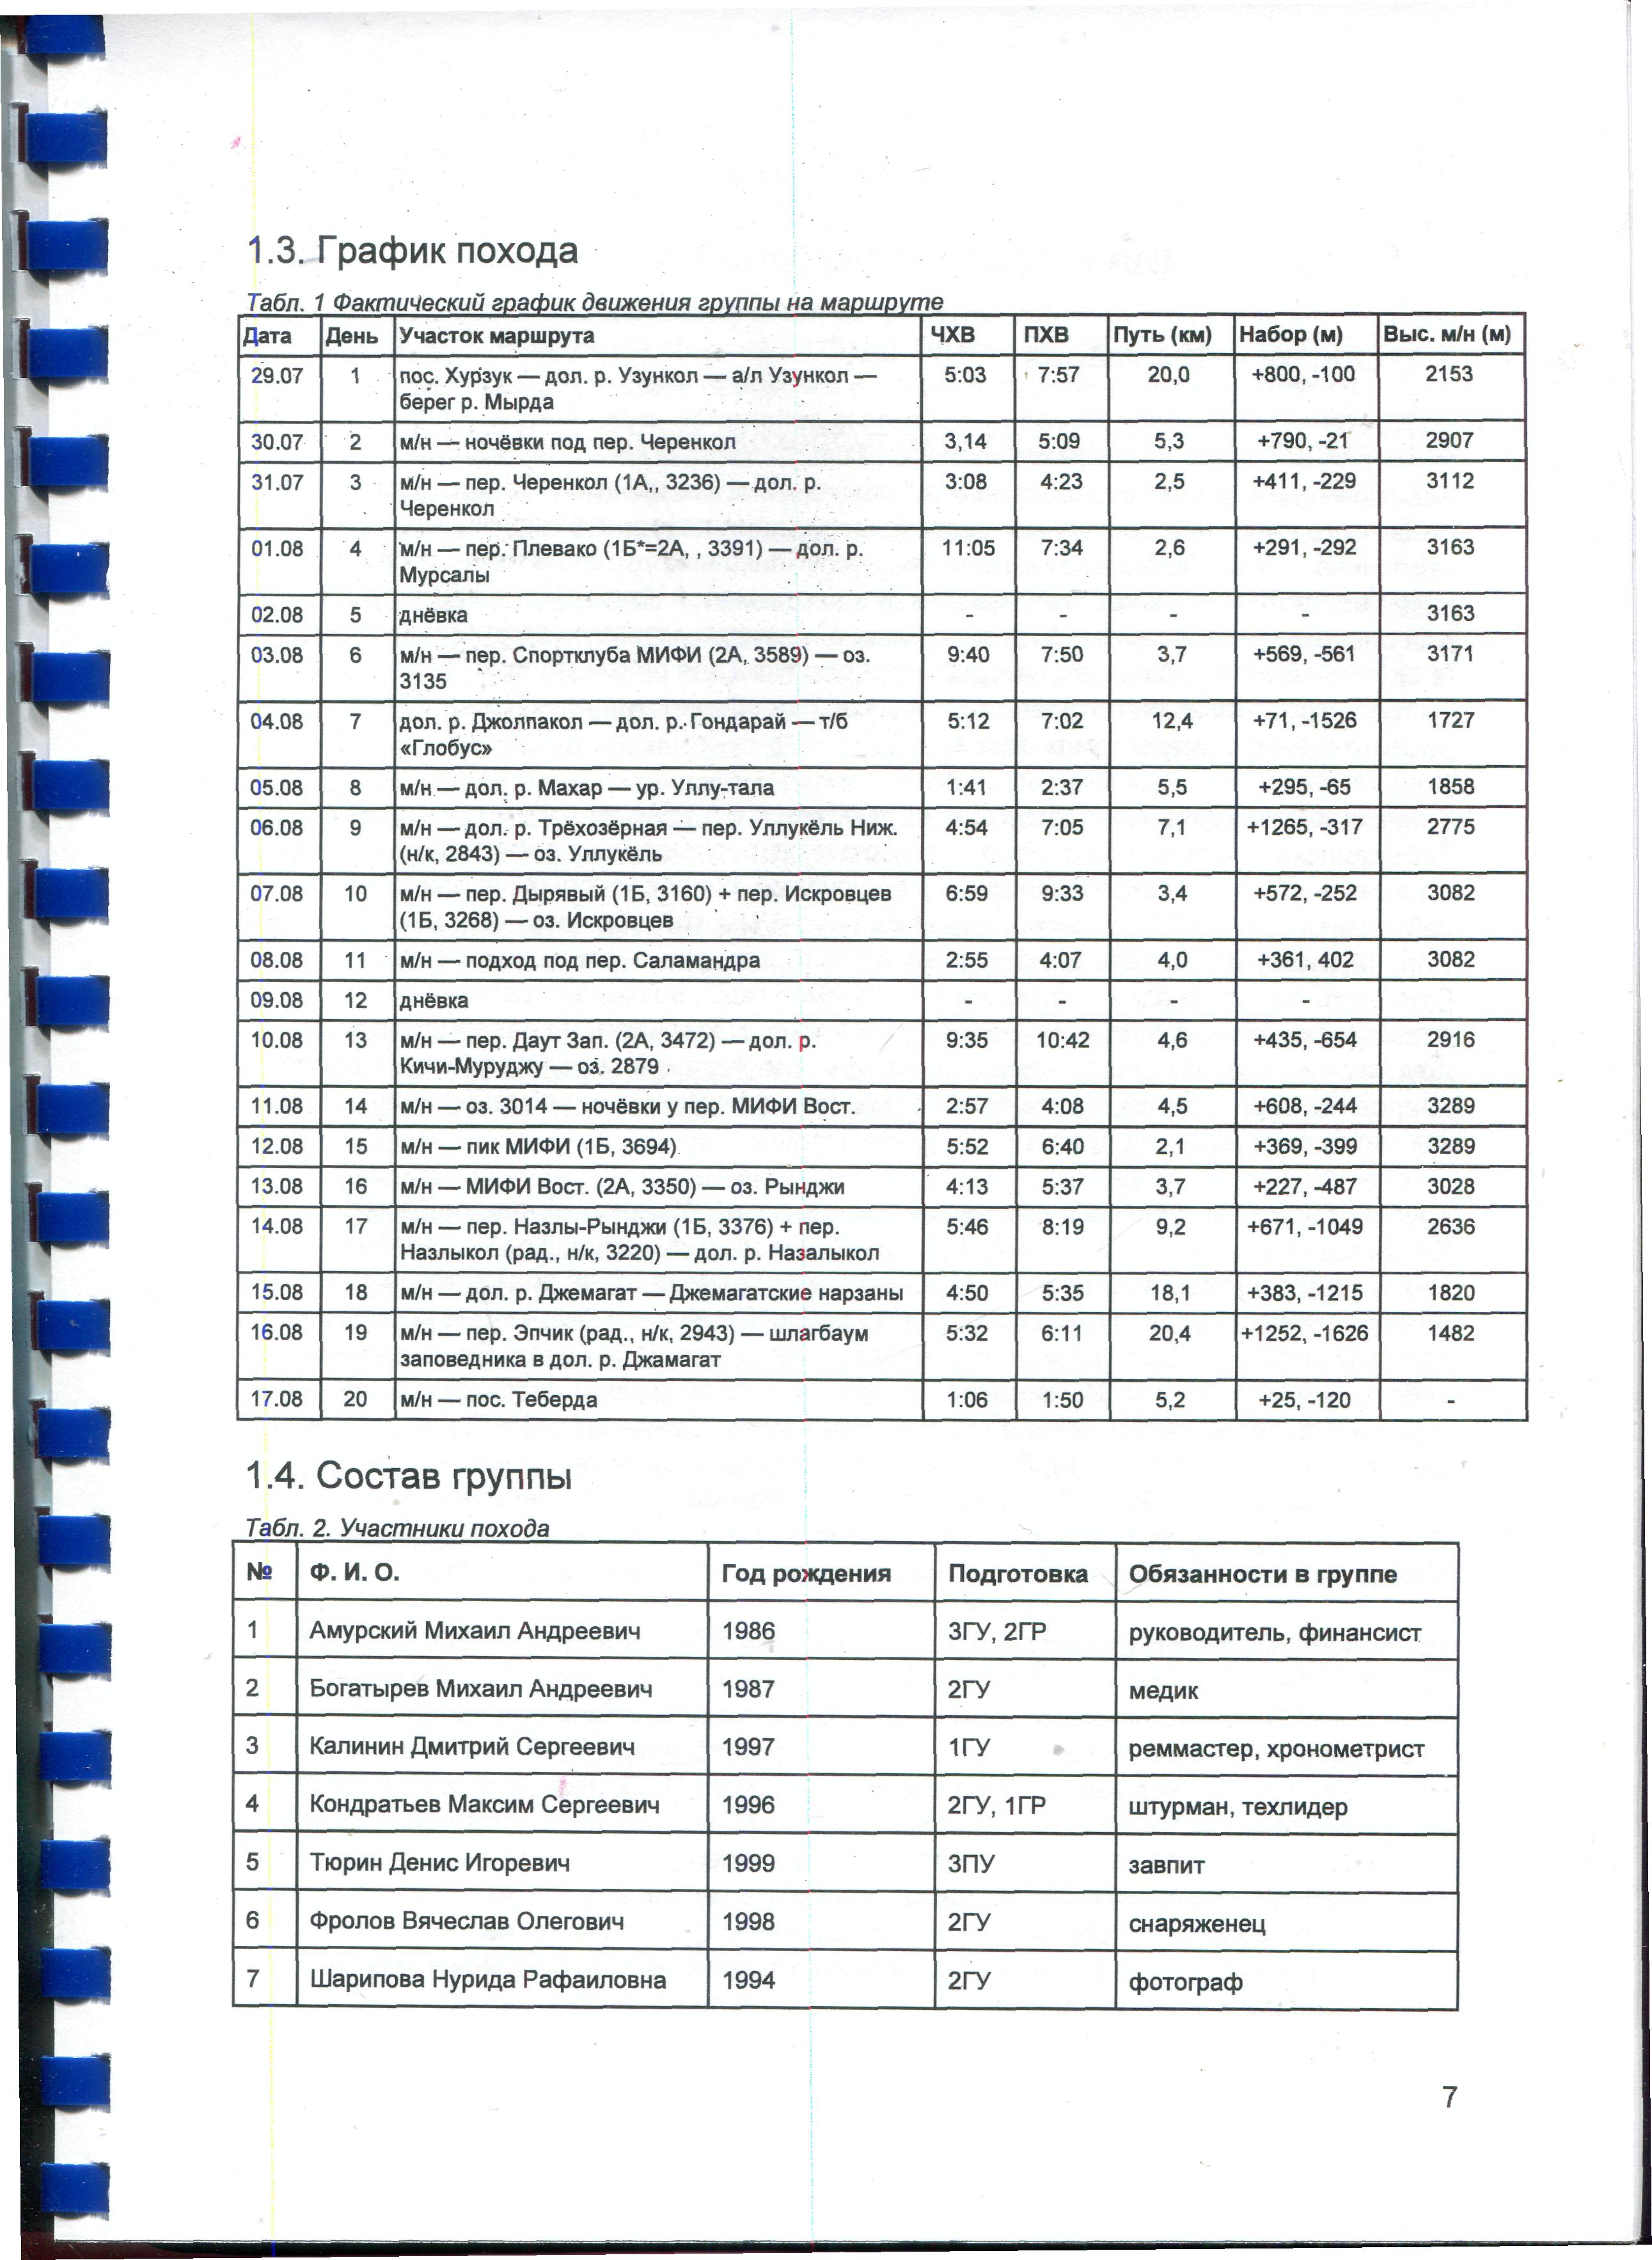 1.3. График похода
Табл. 1 Фактический график движения группы на маршруте
Дата День Участок маршрута ЧХВ ПХВ Путь (км) Набор (м) Выс. м/н (м)
29.07 1 пос. Хурзук — дол. р. Узункол — а/л Узункол — 5:03 7:57 20,0 +800, -100 2153
берег р. Мырда
30.07 2 м/н — ночёвки под пер. Черенкол 3,14 5:09 5,3 +790, -21 2907
31.07 3 м/н — пер. Черенкол (1А,, 3236) — дол. р. 3:08 4:23 2,5 +411, -229 3112
Черенкол
01.08 4 м/н — пер. Плевако (1Б*=2А, , 3391) — дол. р. 11:05 7:34 2,6 +291, -292 3163
Мурсалы
02.08 5 днёвка - - - - 3163
03.08 6 м/н — пер. Спортклуба МИФИ (2А, 3589) — оз. 9:40 7:50 3,7 +569, -561 3171
3135
04.08 7 дол. р. Джолпакол — дол. р. Гондарай — т/б 5:12 7:02 12,4 +71, -1526 1727
«Глобус»
05.08 8 м/н — дол. р. Махар — ур. Уллу-тала 1:41 2:37 5,5 +295, -65 1858
06.08 9 м/н — дол. р. Трёхозёрная — пер. Уллукёль Ниж. 4:54 7:05 7,1 +1265, -317 2775
(н/к, 2843) — оз. Уллукёль
07.08 10 м/н — пер. Дырявый (1Б, 3160) + пер. Искровцев 6:59 9:33 3,4 +572, -252 3082
(1Б, 3268) — оз. Искровцев
08.08 11 м/н — подход под пер. Саламандра 2:55 4:07 4,0 +361, 402 3082
09.08 12 днёвка - - - -
10.08 13 м/н — пер. Даут Зап. (2А, 3472) — дол. р. 9:35 10:42 4,6 +435, -654 2916
Кичи-Муруджу — оз. 2879
11.08 14 м/н — оз. 3014 — ночёвки у пер. МИФИ Вост. 2:57 4:08 4,5 +608, -244 3289
12.08 15 м/н — пик МИФИ (1Б, 3694) 5:52 6:40 2,1 +369, -399 3289
13.08 16 м/н — МИФИ Вост. (2А, 3350) — оз. Рынджи 4:13 5:37 3,7 +227, -487 3028
14.08 17 м/н — пер. Назлы-Рынджи (1Б, 3376) + пер. 5:46 8:19 9,2 +671, -1049 2636
Назлыкол (рад., н/к, 3220) — дол. р. Назалыкол
15.08 18 м/н — дол. р. Джемагат — Джемагатские нарзаны 4:50 5:35 18,1 +383, -1215 1820
16.08 19 м/н — пер. Эпчик (рад., н/к, 2943) — шлагбаум 5:32 6:11 20,4 +1252, -1626 1482
заповедника в дол. р. Джамагат
17.08 20 м/н — пос. Теберда 1:06 1:50 5,2 +25, -120 -
1.4. Состав группы
Табл. 2. Участники похода
№ Ф. И. О. Год рождения Подготовка Обязанности в группе
1 Амурский Михаил Андреевич 1986 3ГУ, 2ГР руководитель, финансист
2 Богатырев Михаил Андреевич 1987 2ГУ медик
3 Калинин Дмитрий Сергеевич 1997 1ГУ реммастер, хронометрист
4 Кондратьев Максим Сергеевич 1996 2ГУ, 1ГР штурман, техлидер
5 Тюрин Денис Игоревич 1999 3ПУ завпит
6 Фролов Вячеслав Олегович 1998 2ГУ снаряженец
7 Шарипова Нурида Рафаиловна 1994 2ГУ фотограф
7